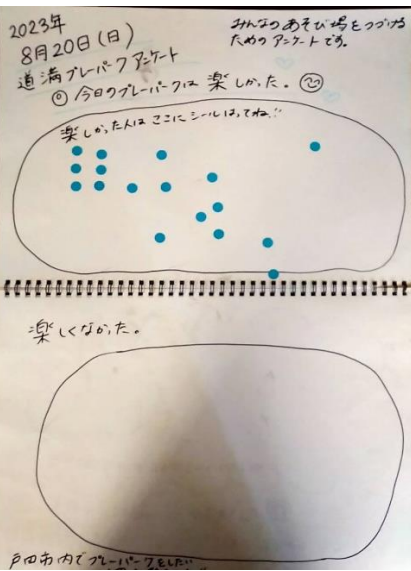 2023年
8月20日(日)
道満プレーパークアンケート
みんなのあそび場をつづける
ためのアンケートです。
◎今日のプレーパークは楽しかった。
楽しかった人はここにシールはってね!!
楽しくなかった。
戸田市内でプレーパークをしたい